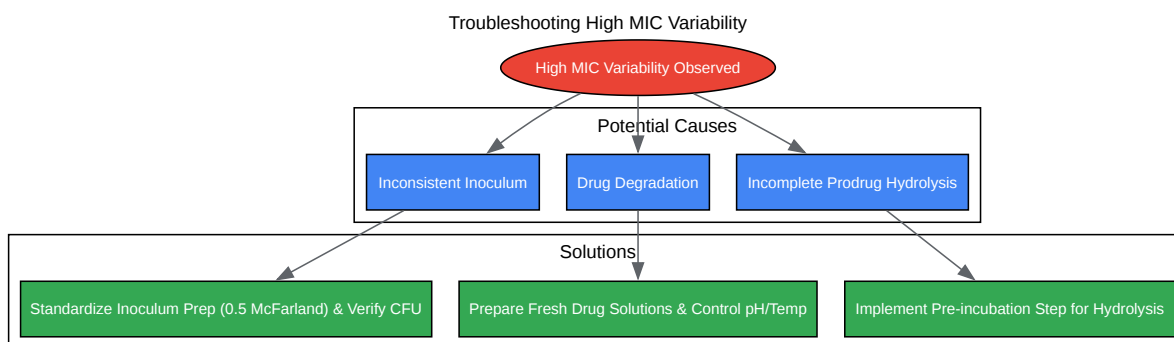 Troubleshooting High MIC Variability
High MIC Variability Observed
Potential Causes
Inconsistent Inoculum
Drug Degradation
Incomplete Prodrug Hydrolysis
Solutions
Standardize Inoculum Prep (0.5 McFarland) & Verify CFU
Prepare Fresh Drug Solutions & Control pH/Temp
Implement Pre-incubation Step for Hydrolysis